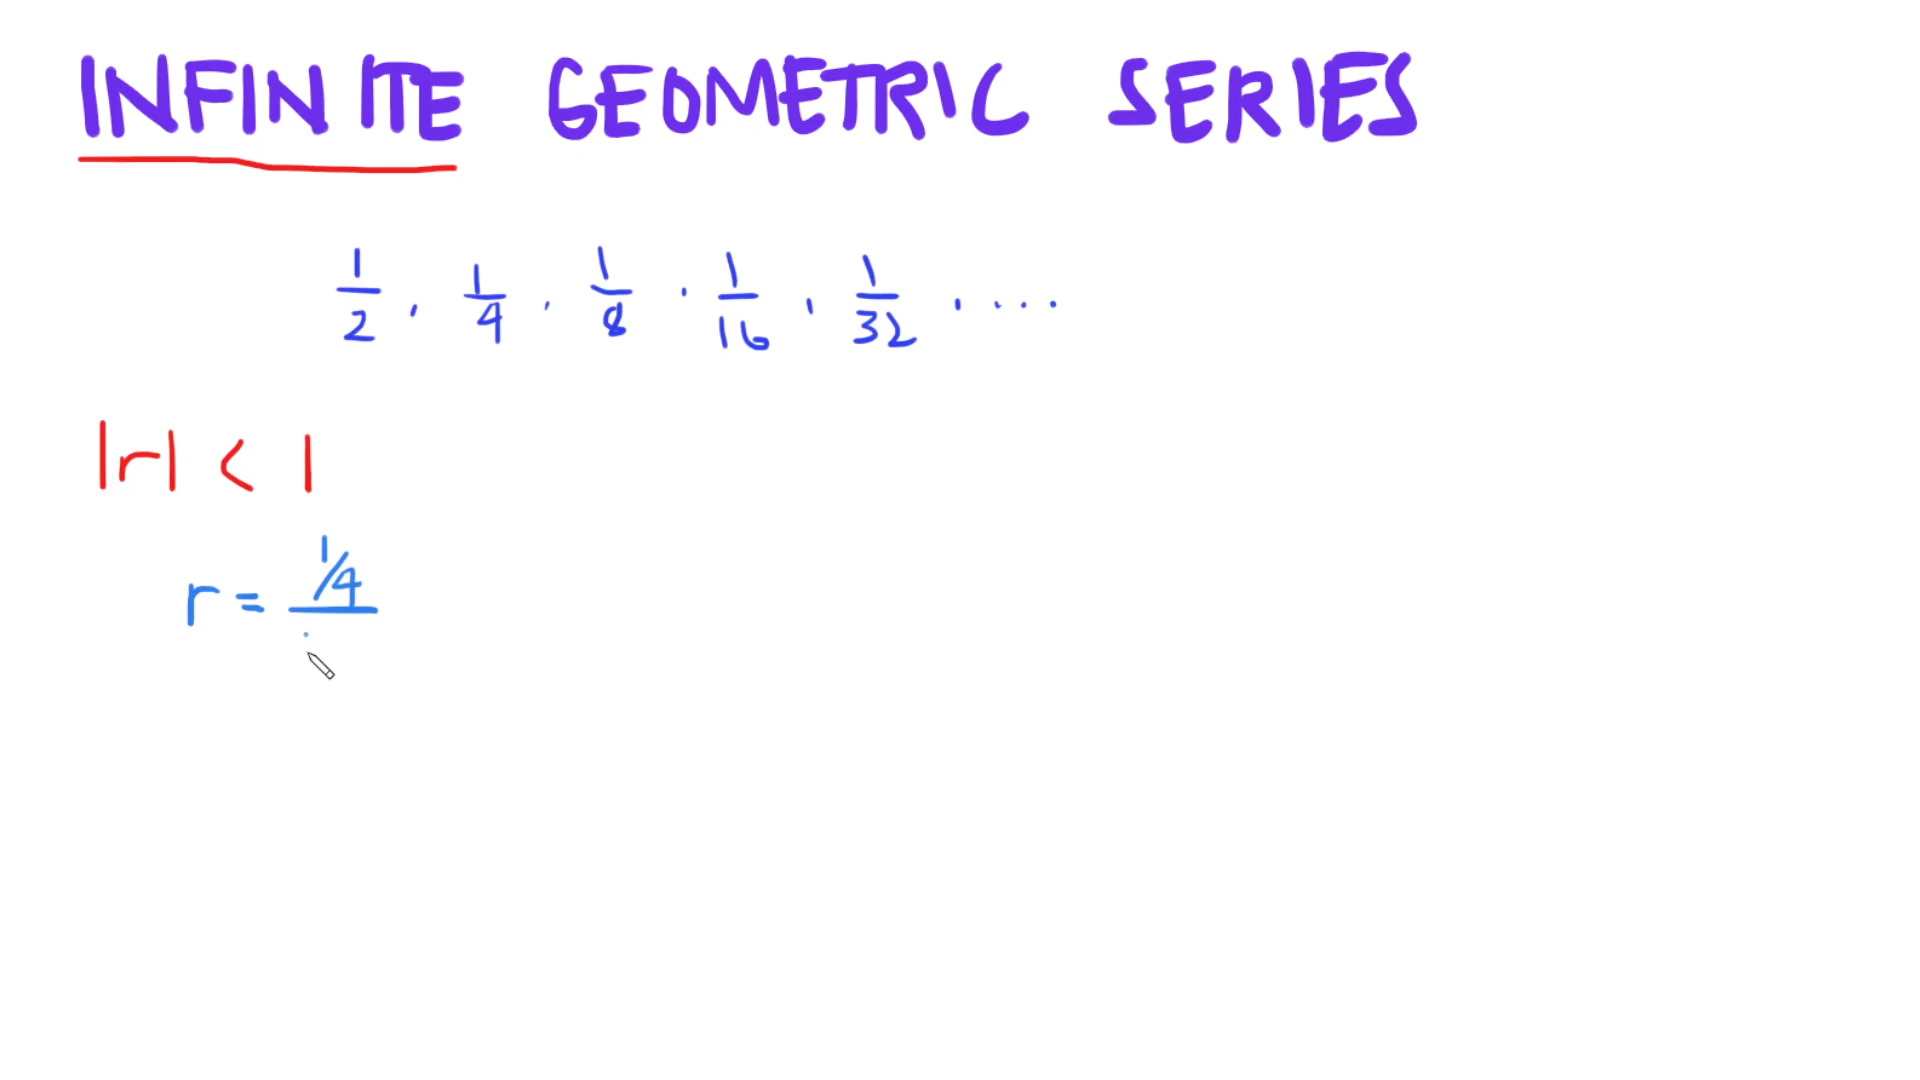 INFINITE GEOMETRIC SERIES
1/2, 1/4, 1/8, 1/16, 1/32, ...
|r| < 1
r = 1/4